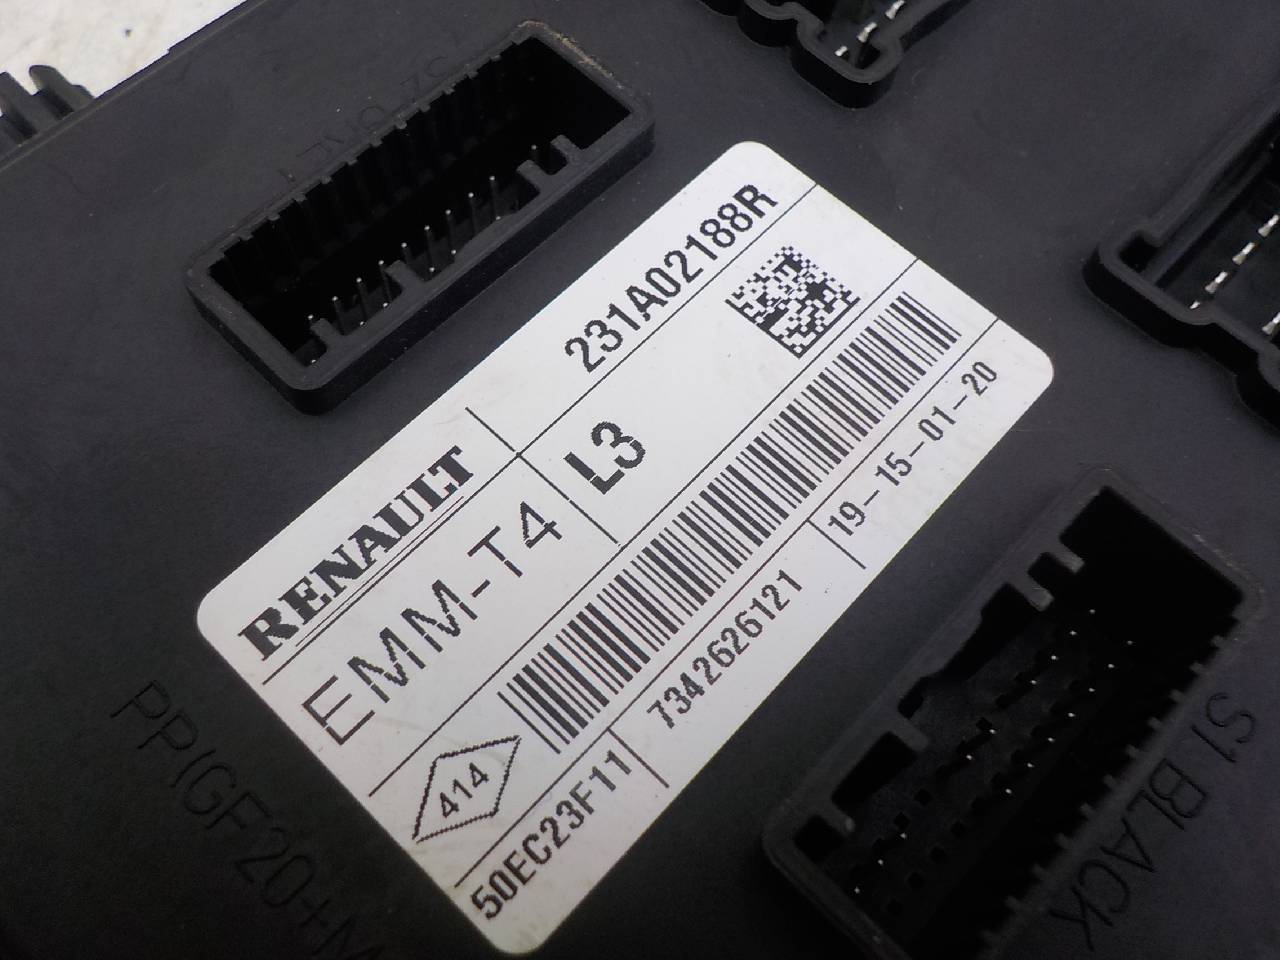 231A02188R
RENAULT
EMM-T4
L3
414
19-15-01-20
7342626121
50EC23F11
PP(GF20+M
S1 BLACK